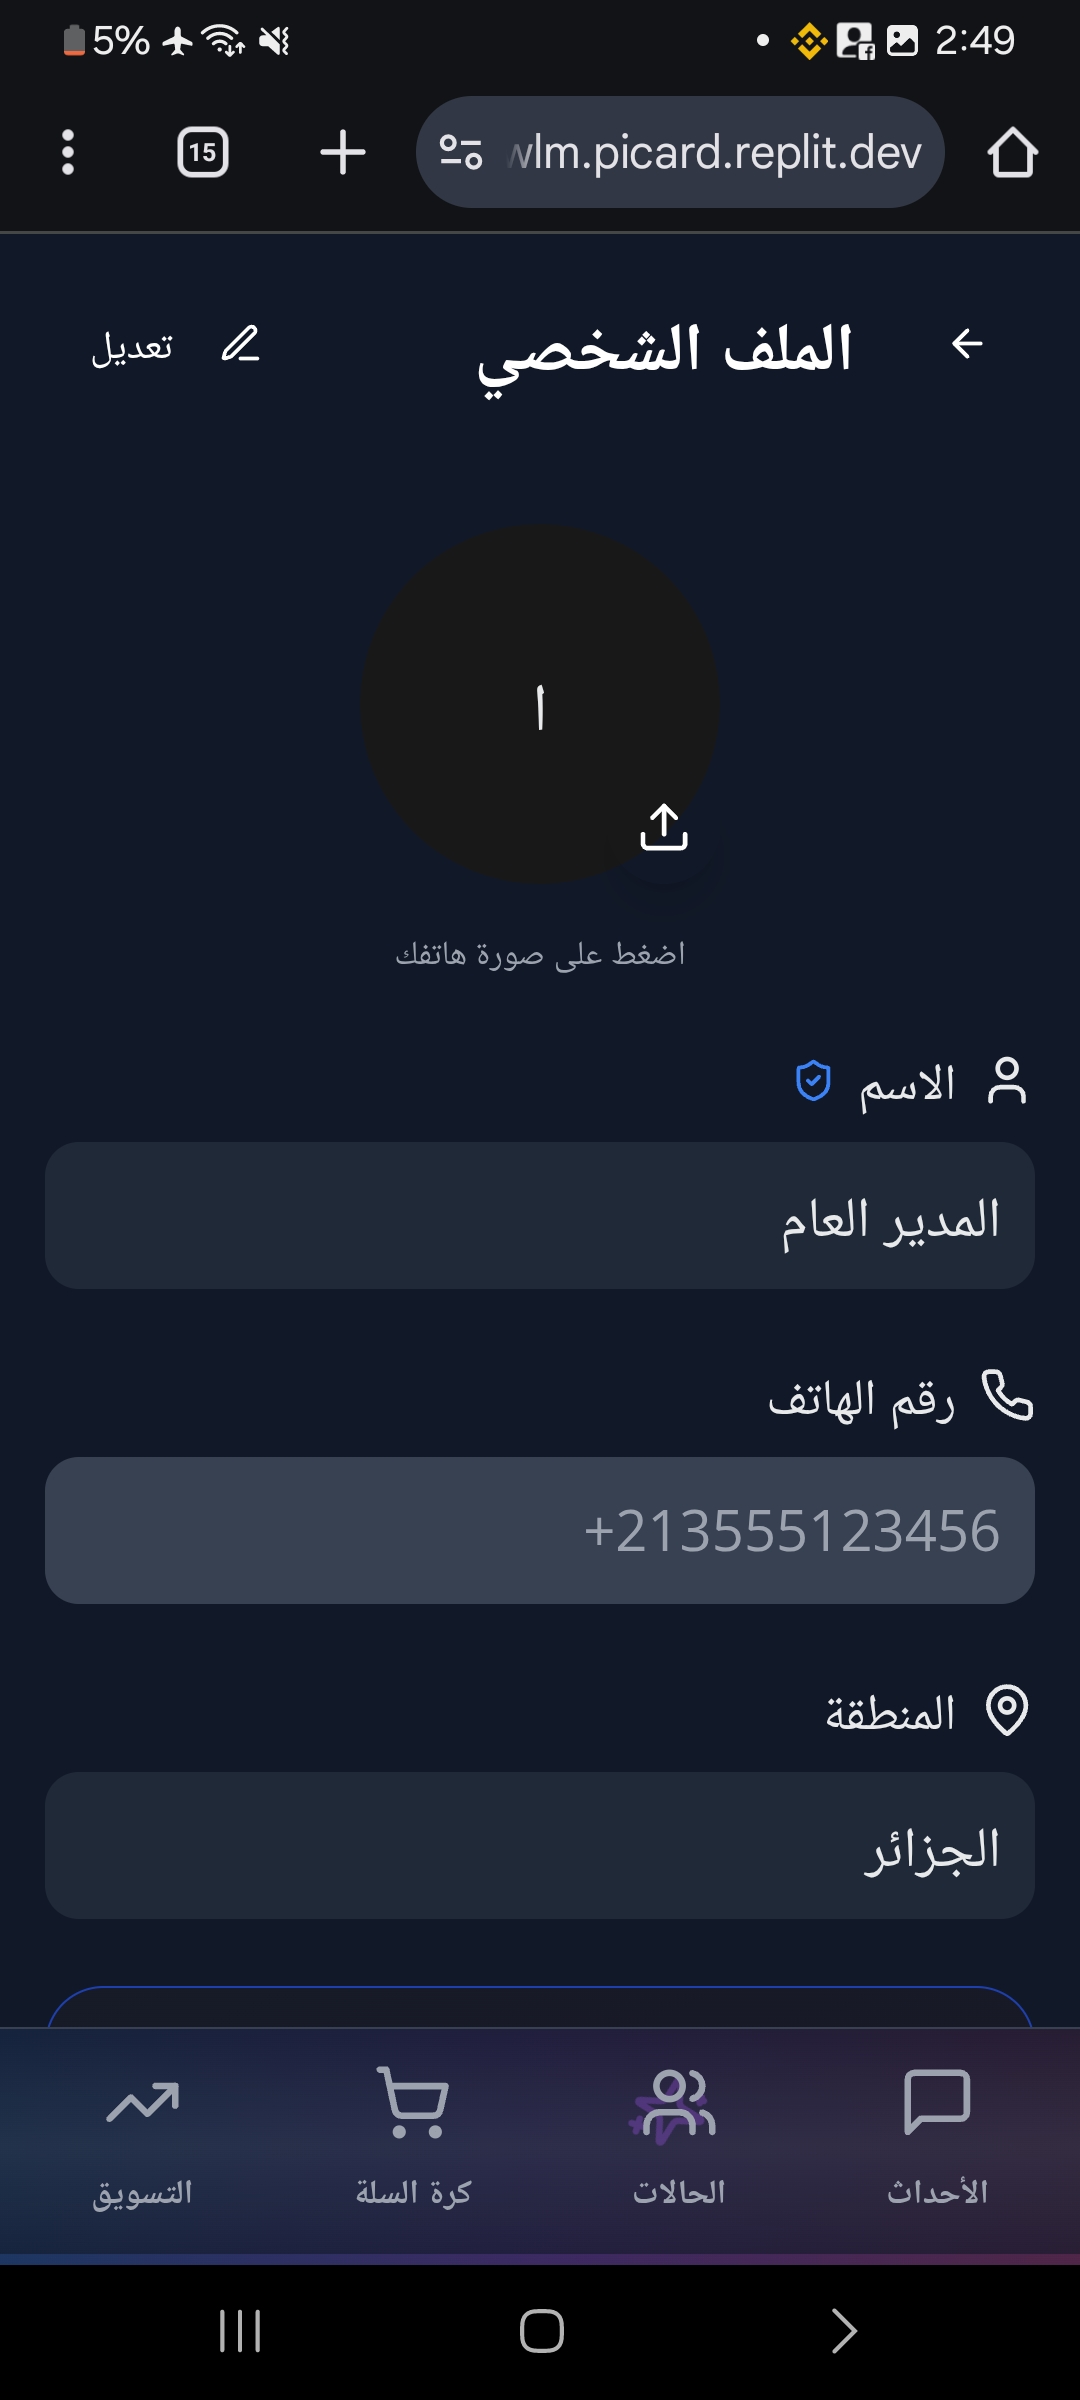 5%
2:49
15
wlm.picard.replit.dev
الملف الشخصي
تعديل
ا
اضغط على صورة هاتفك
الاسم
المدير العام
رقم الهاتف
+213555123456
المنطقة
الجزائر
الأحداث
الحالات
كرة السلة
التسويق